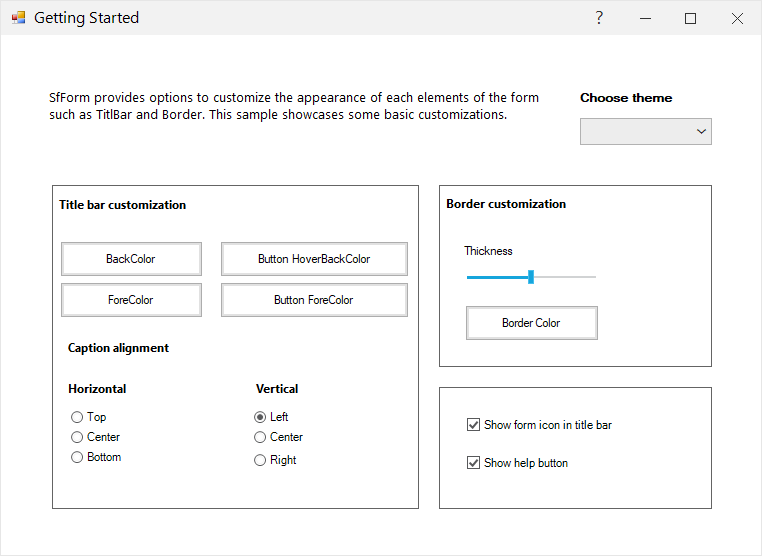 Getting Started
?
SfForm provides options to customize the appearance of each elements of the form
such as TitlBar and Border. This sample showcases some basic customizations.
Choose theme
Title bar customization
BackColor
Button HoverBackColor
ForeColor
Button ForeColor
Caption alignment
Horizontal
Vertical
Top
Left
Center
Center
Bottom
Right
Border customization
Thickness
Border Color
Show form icon in title bar
Show help button